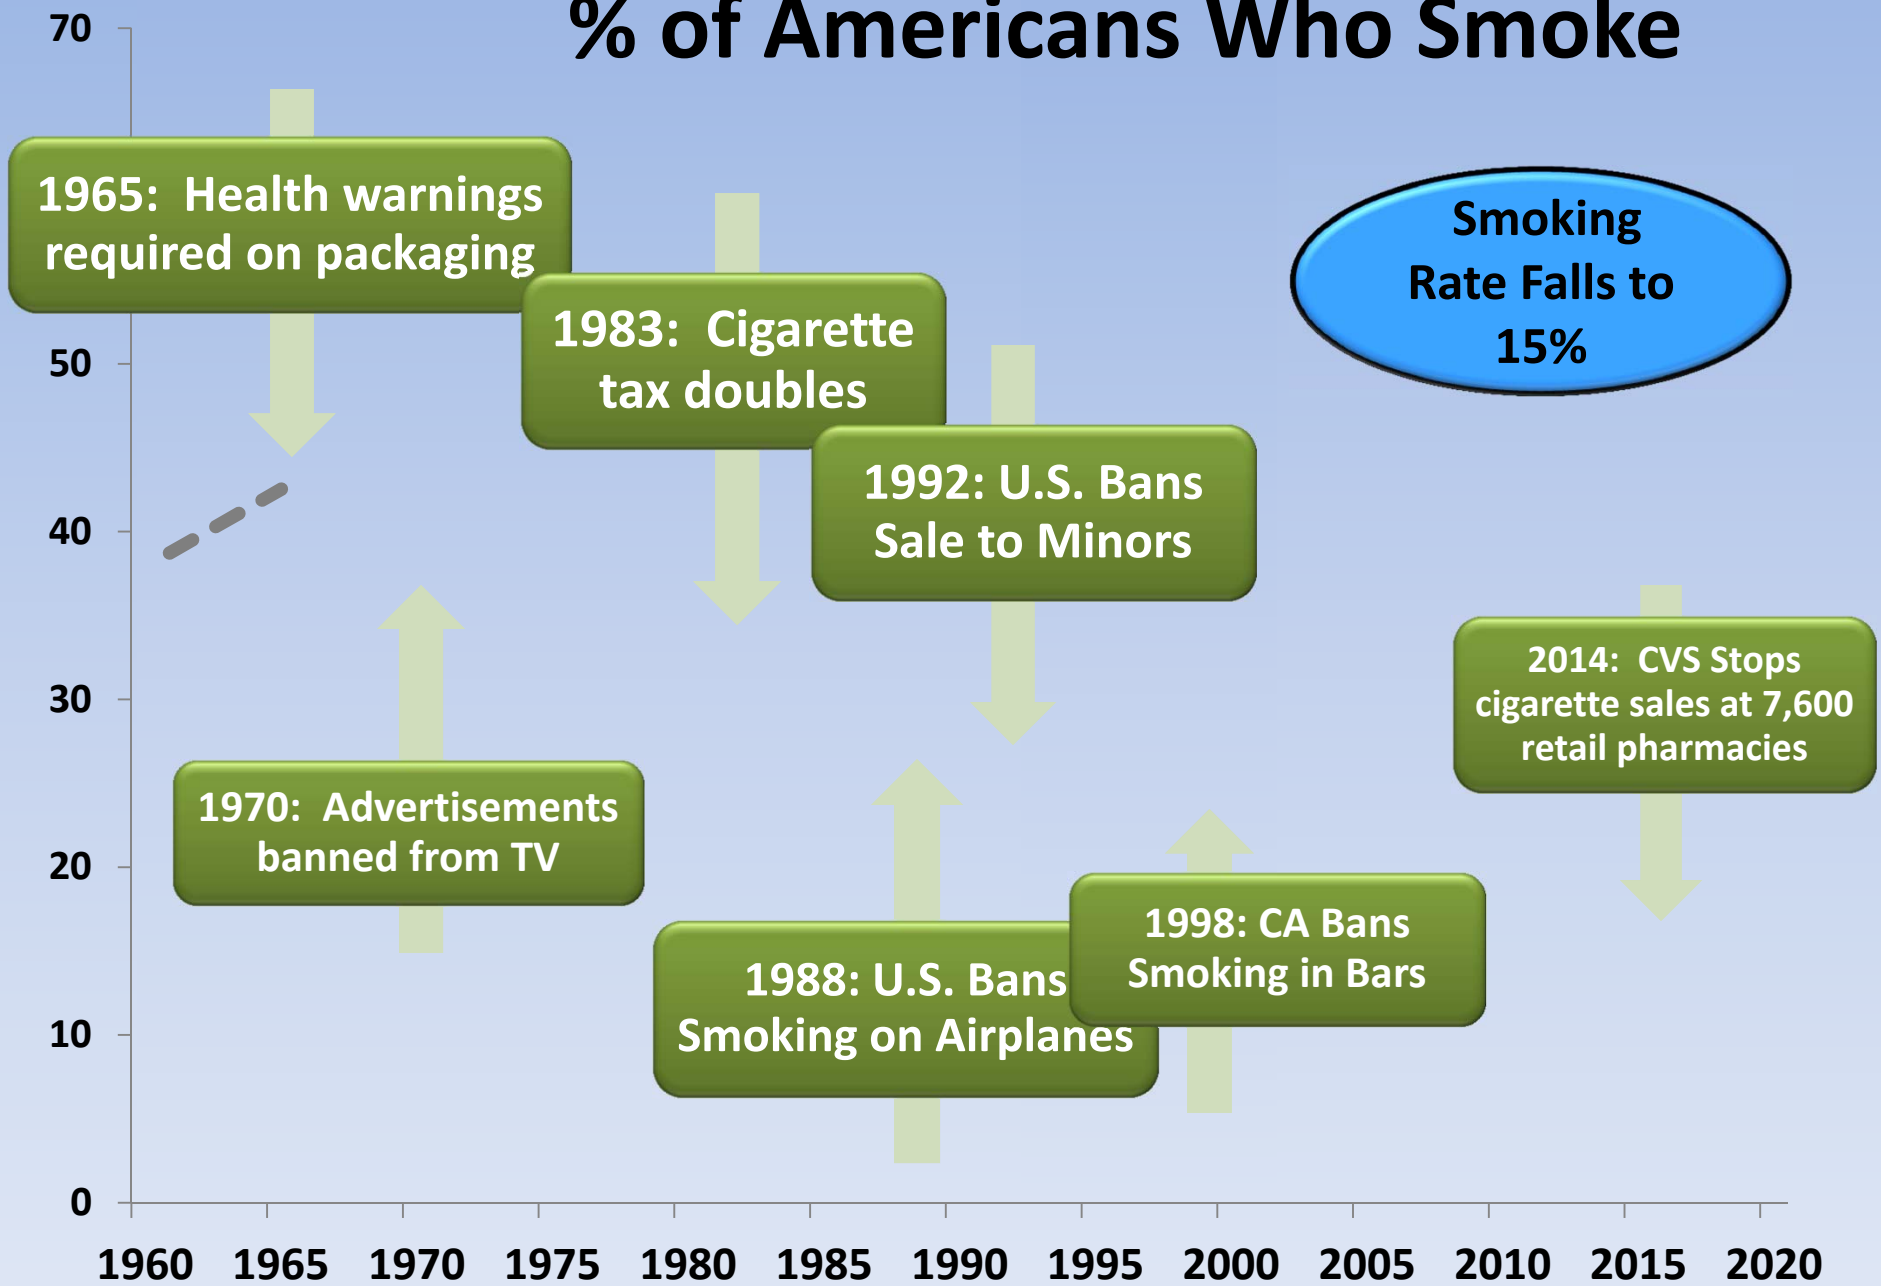 % of Americans Who Smoke
70
50
40
30
20
10
0
1965:  Health warnings
required on packaging
1983:  Cigarette
tax doubles
1992: U.S. Bans
Sale to Minors
Smoking
Rate Falls to
15%
2014:  CVS Stops
cigarette sales at 7,600
retail pharmacies
1970:  Advertisements
banned from TV
1988: U.S. Bans
Smoking on Airplanes
1998: CA Bans
Smoking in Bars
1960 1965 1970 1975 1980 1985 1990 1995 2000 2005 2010 2015 2020